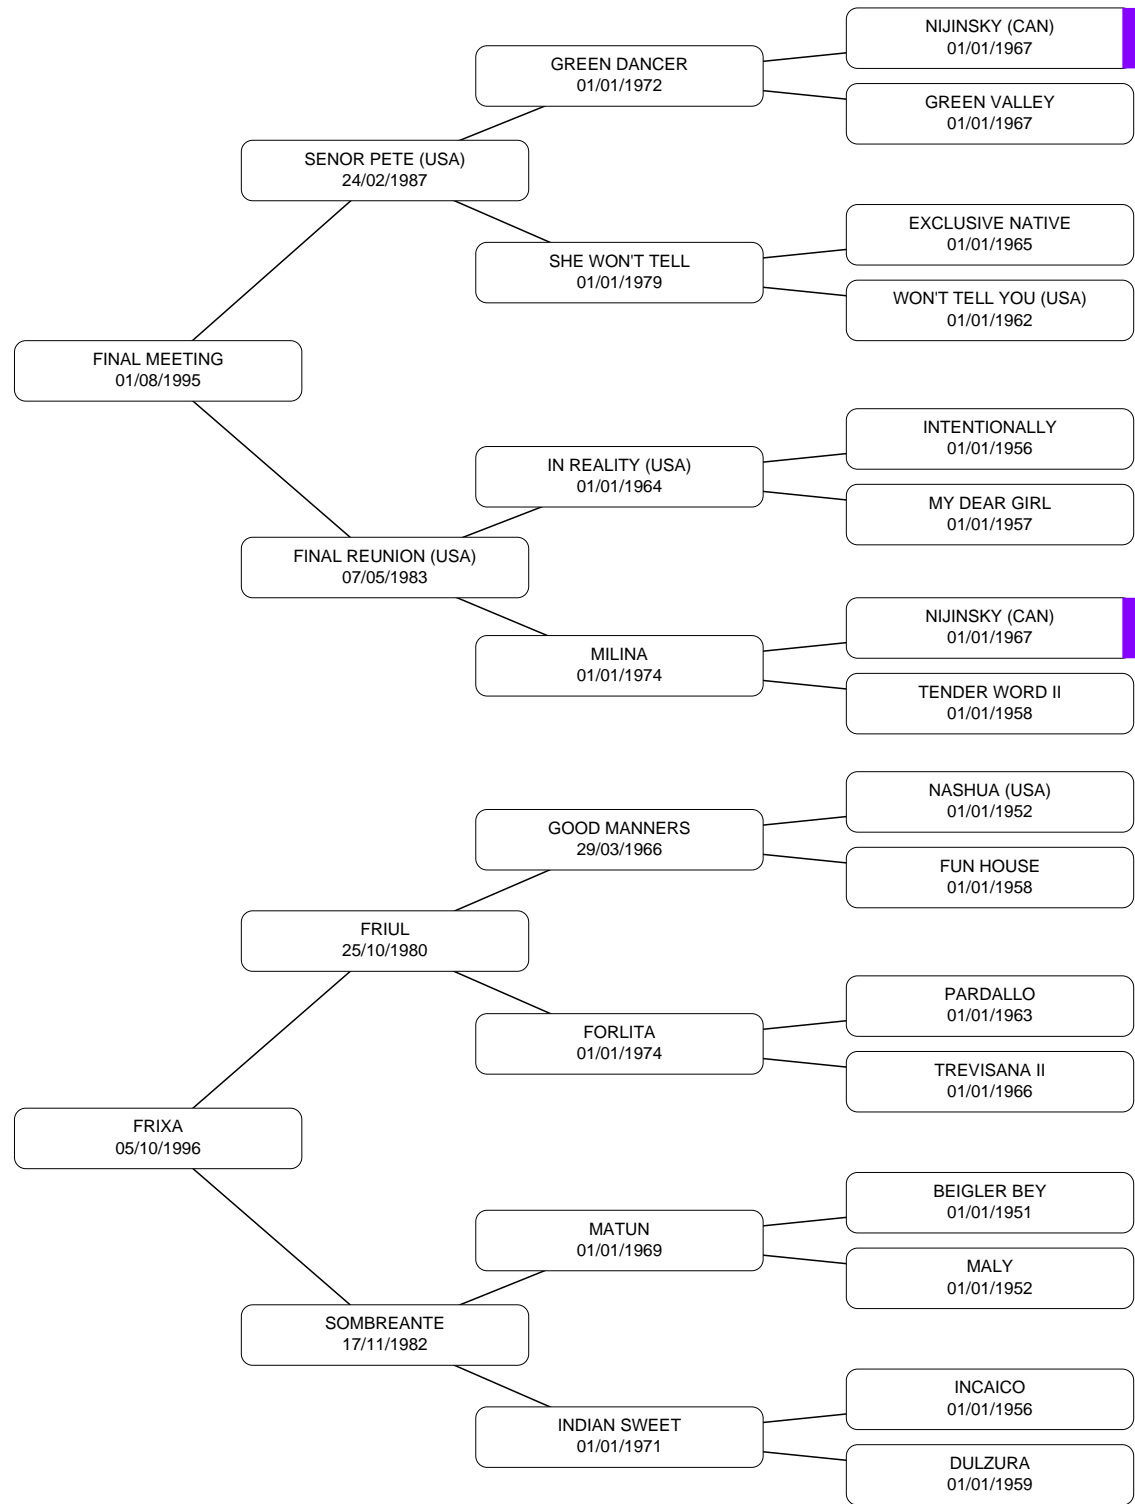 NIJINSKY (CAN)
01/01/1967
GREEN DANCER
01/01/1972
GREEN VALLEY
01/01/1967
SENOR PETE (USA)
24/02/1987
EXCLUSIVE NATIVE
01/01/1965
SHE WON'T TELL
01/01/1979
WON'T TELL YOU (USA)
01/01/1962
FINAL MEETING
01/08/1995
INTENTIONALLY
01/01/1956
IN REALITY (USA)
01/01/1964
MY DEAR GIRL
01/01/1957
FINAL REUNION (USA)
07/05/1983
NIJINSKY (CAN)
01/01/1967
MILINA
01/01/1974
TENDER WORD II
01/01/1958
NASHUA (USA)
01/01/1952
GOOD MANNERS
29/03/1966
FUN HOUSE
01/01/1958
FRIUL
25/10/1980
PARDALLO
01/01/1963
FORLITA
01/01/1974
TREVISANA II
01/01/1966
FRIXA
05/10/1996
BEIGLER BEY
01/01/1951
MATUN
01/01/1969
MALY
01/01/1952
SOMBREANTE
17/11/1982
INCAICO
01/01/1956
INDIAN SWEET
01/01/1971
DULZURA
01/01/1959